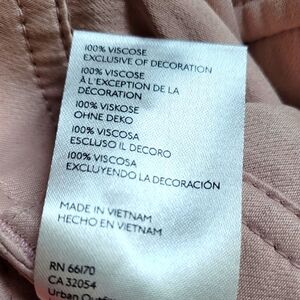 100% VISCOSE
EXCLUSIVE OF DECORATION
100% VISCOSE
À L'EXCEPTION DE LA
DÉCORATION
100% VISKOSE
OHNE DEKO
100% VISCOSA
ESCLUSO IL DECORO
100% VISCOSA
EXCLUYENDO LA DECORACIÓN
MADE IN VIETNAM
HECHO EN VIETNAM
RN 66170
CA 32054
Urban